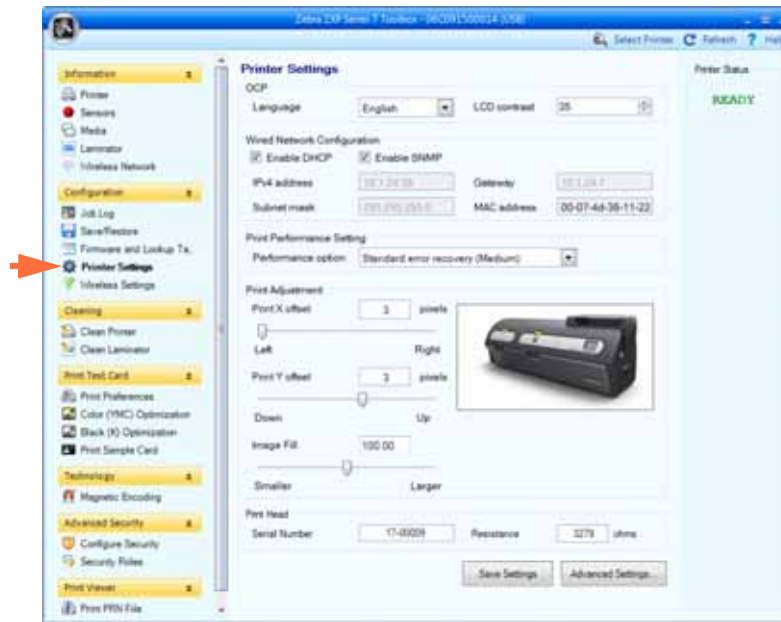 Zebra ZXP Series 7 Toolbox - 06C091500014 (USB)
Select Printer Refresh ? Help
Information
Printer
Sensors
Media
Laminator
Wireless Network
Configuration
Job Log
Save/Restore
Firmware and Lookup Ta.
Printer Settings
Wireless Settings
Cleaning
Clean Printer
Clean Laminator
Print Test Card
Print Preferences
Color (YMC) Optimization
Black (K) Optimization
Print Sample Card
Technology
Magnetic Encoding
Advanced Security
Configure Security
Security Roles
Print Viewer
Print PRN File
Printer Settings
OCP
Language English LCD contrast 35
Wired Network Configuration
Enable DHCP Enable SNMP
IPv4 address Gateway
Subnet mask MAC address 00-07-4d-36-11-22
Print Performance Setting
Performance option Standard error recovery (Medium)
Print Adjustment
Print X offset 3 pixels
Left Right
Print Y offset 3 pixels
Down Up
Image Fill 100.00
Smaller Larger
Print Head
Serial Number 17-00009 Resistance 3279 ohms
Save Settings Advanced Settings...
Printer Status
READY